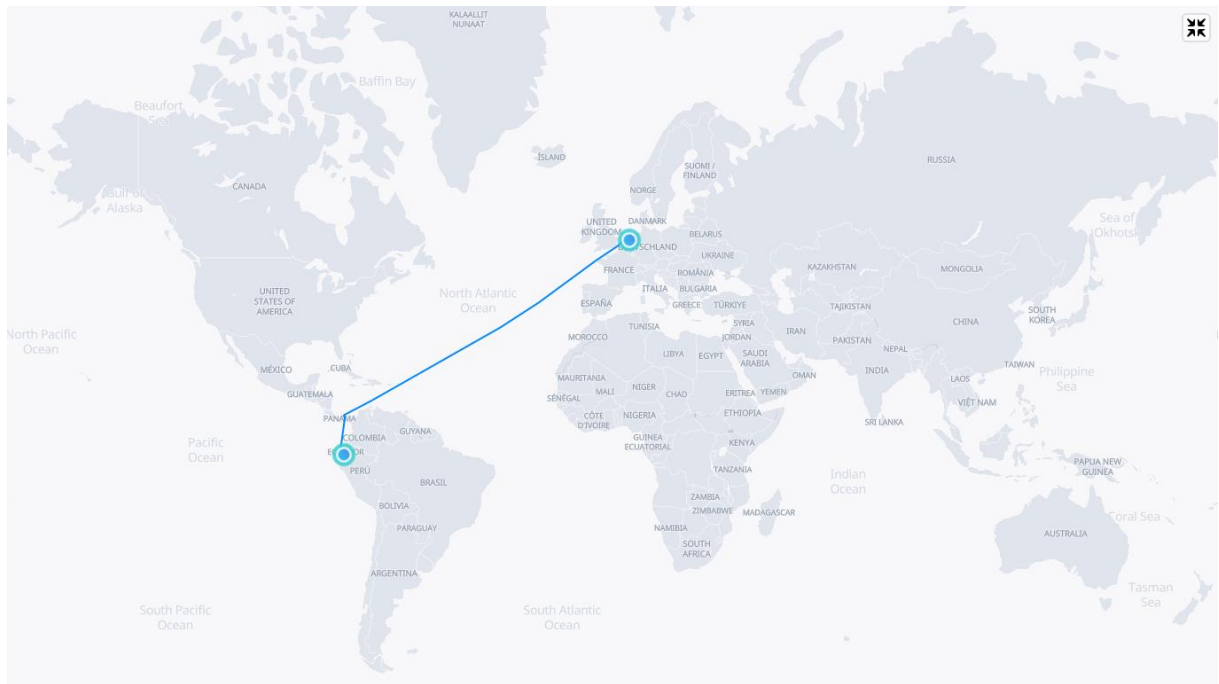 KALAALLIT
NUNAAT
Baffin Bay
Beaufort
Sea
ÍSLAND
SUOMI /
FINLAND
RUSSIA
NORGE
CANADA
Gulf of
Alaska
UNITED
KINGDOM
DANMARK
BELARUS
Sea of
Okhotsk
UKRAINE
FRANCE
ROMÂNIA
KAZAKHSTAN
MONGOLIA
ITALIA
BULGARIA
UNITED
STATES OF
AMERICA
North Atlantic
Ocean
ESPAÑA
GREECE
TÜRKIYE
TAJIKISTAN
SOUTH
KOREA
CHINA
North Pacific
Ocean
MOROCCO
TUNISIA
SYRIA
JORDAN
IRAN
PAKISTAN
NEPAL
LIBYA
EGYPT
SAUDI
ARABIA
OMAN
INDIA
TAIWAN
Philippine
Sea
MÉXICO
CUBA
GUATEMALA
MAURITANIA
MALI
NIGER
CHAD
ERITREA
YEMEN
LAOS
VIỆT NAM
SÉNÉGAL
CÔTE
D'IVOIRE
NIGERIA
ETHIOPIA
SRI LANKA
PANAMA
COLOMBIA
GUYANA
GUINEA
ECUATORIAL
KENYA
Pacific
Ocean
PERÚ
BRASIL
TANZANIA
Indian
Ocean
PAPUA NEW
GUINEA
BOLIVIA
ZAMBIA
ZIMBABWE
MADAGASCAR
Coral Sea
PARAGUAY
NAMIBIA
SOUTH
AFRICA
AUSTRALIA
ARGENTINA
South Pacific
Ocean
South Atlantic
Ocean
Tasman
Sea